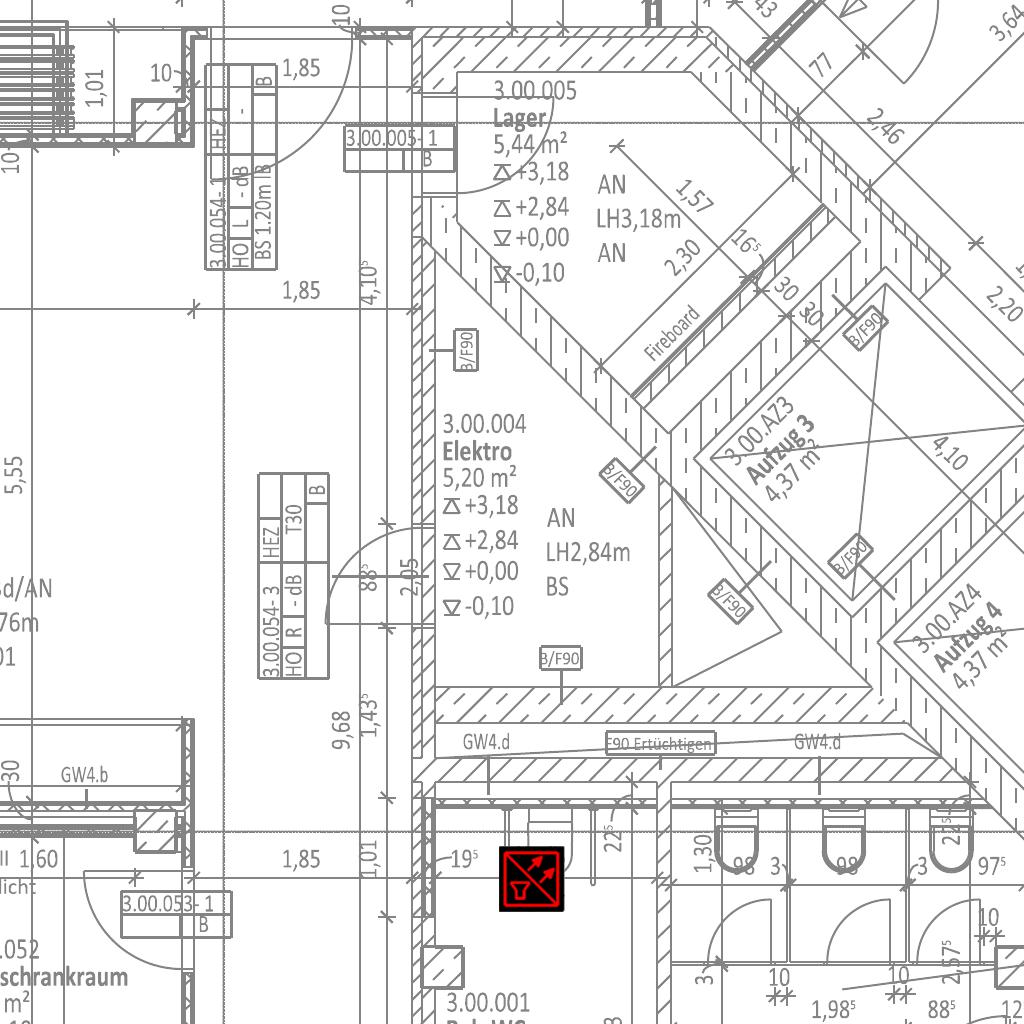 10
43
3,64
1,01
10
1,85
77
2,46
10
HEZ
-
B
3.00.054-
HO
L
- dB
BS 1.20m
B
3.00.005- 1
B
3.00.005
Lager
5,44 m²
+3,18
+2,84
+0,00
-0,10
AN
LH3,18m
AN
1,57
2,30
16⁵
30
30
Fireboard
2,20
1,85
4,10⁵
B/F90
B/F90
B/F90
B/F90
B/F90
B/F90
3.00.AZ3
Aufzug 3
4,37 m²
4,10
3.00.004
Elektro
5,20 m²
+3,18
+2,84
+0,00
-0,10
AN
LH2,84m
BS
5,55
HEZ
T30
B
3.00.054- 3
HO
R
- dB
88⁵
2,05
d/AN
76m
01
3.00.AZ4
Aufzug 4
4,37 m²
9,68
1,43⁵
GW4.d
F90 Ertüchtigen
GW4.d
30
GW4.b
1,60
licht
1,85
1,01
19⁵
22⁵
1,30
98
3
98
3
22⁵
97⁵
3.00.053- 1
B
.052
schrankraum
m²
3.00.001
3
10
10
10
2,57⁵
1,98⁵
88⁵
12